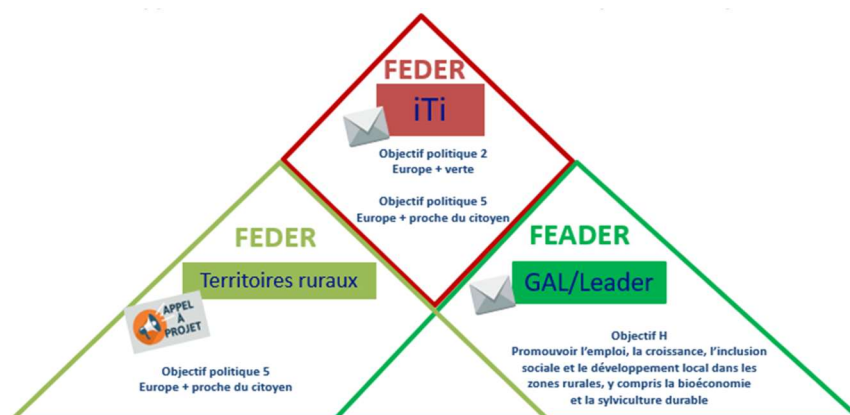 FEDER
iTi
Objectif politique 2
Europe + verte
Objectif politique 5
Europe + proche du citoyen
FEDER
Territoires ruraux
APPEL
À
PROJET
Objectif politique 5
Europe + proche du citoyen
FEADER
GAL/Leader
Objectif H
Promouvoir l'emploi, la croissance, l'inclusion
sociale et le développement local dans les
zones rurales, y compris la bioéconomie
et la sylviculture durable